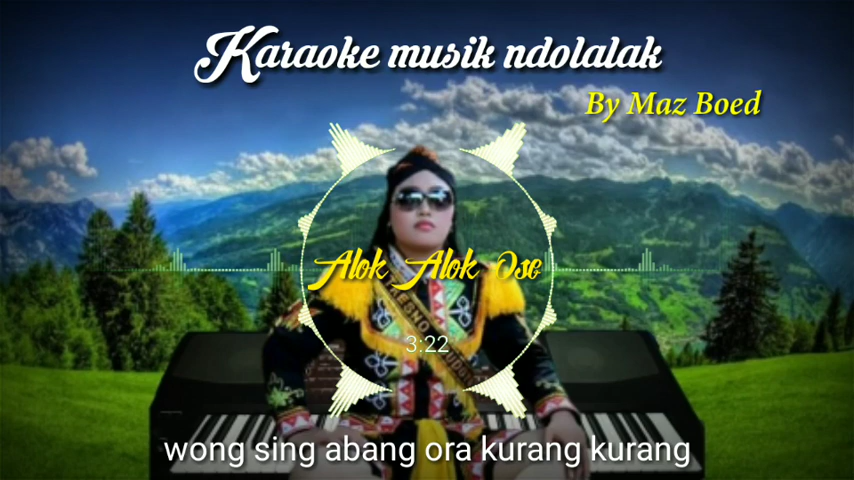 Karaoke musik ndolalak
By Maz Boed
Alok Alok Ose
3:22
wong sing abang ora kurang kurang